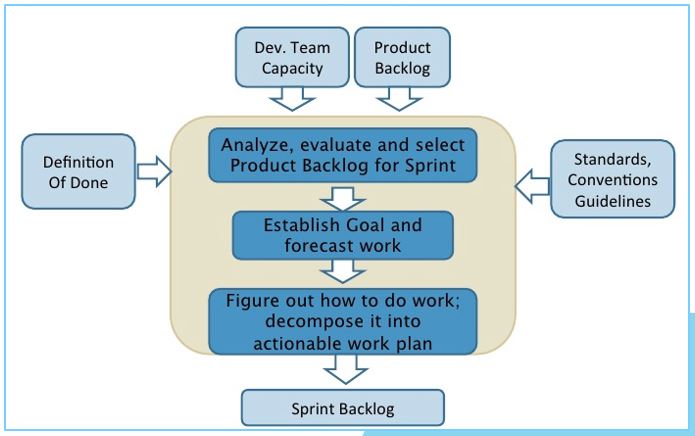 Dev. Team
Capacity
Product
Backlog
Definition
Of Done
Analyze, evaluate and select
Product Backlog for Sprint
Standards,
Conventions
Guidelines
Establish Goal and
forecast work
Figure out how to do work;
decompose it into
actionable work plan
Sprint Backlog